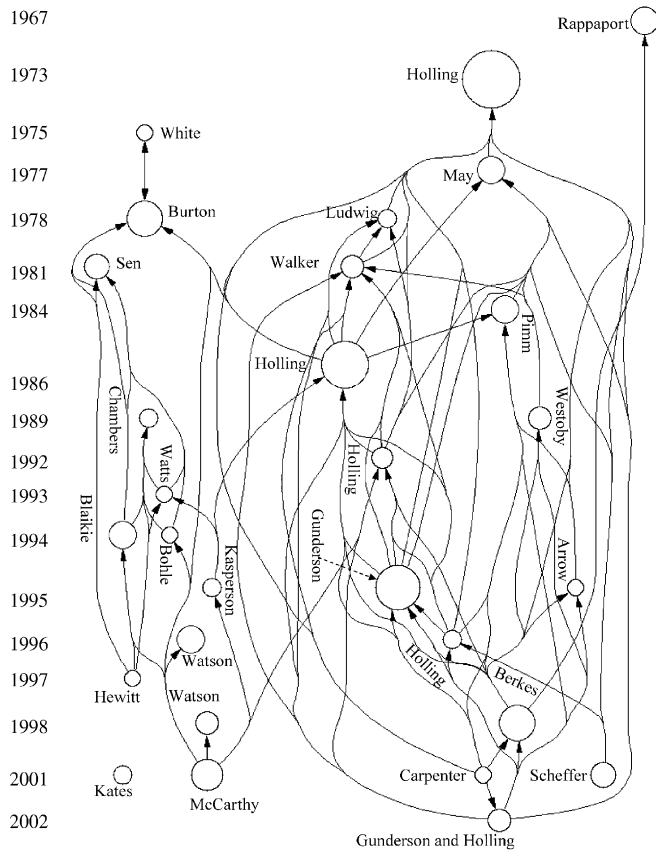 1967
Rappaport
1973
Holling
1975
White
1977
May
1978
Burton
Ludwig
1981
Sen
Walker
1984
Pimm
Holling
1986
Chambers
Westoby
1989
Watts
Holling
1992
1993
Blaikie
Gunderson
1994
Bohle
Kasperson
Arrow
1995
1996
Watson
Holling
Berkes
1997
Hewitt
Watson
1998
2001
Kates
McCarthy
Carpenter
Scheffer
2002
Gunderson and Holling